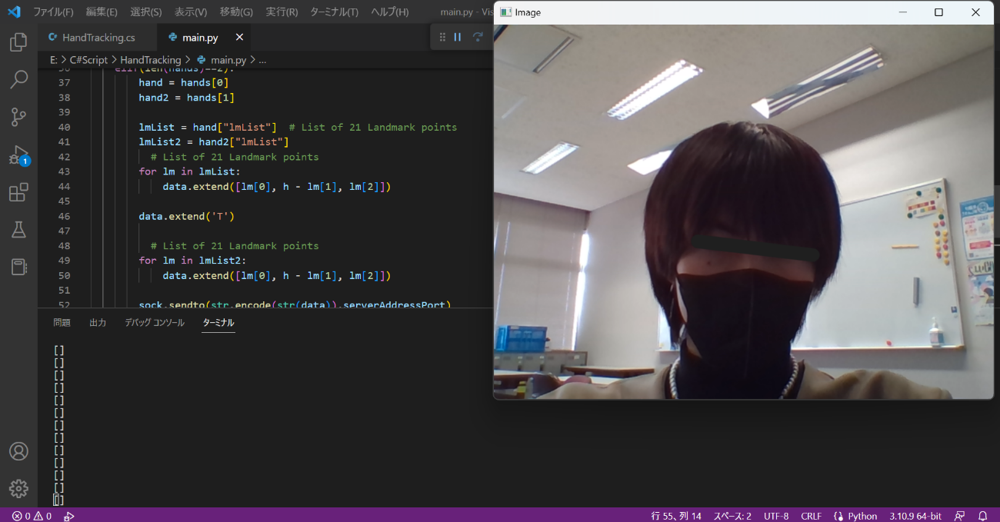 ファイル(F) 編集(E) 選択(S) 表示(V) 移動(G) 実行(R) ターミナル(T) ヘルプ(H) main.py - Vis
Image
HandTracking.cs main.py
E: > C#Script > HandTracking > main.py > ...
36 elif(len(hands)==2):
37 hand = hands[0]
38 hand2 = hands[1]
39
40 lmList = hand["lmList"]  # List of 21 Landmark points
41 lmList2 = hand2["lmList"]
42 # List of 21 Landmark points
43 for lm in lmList:
44 data.extend([lm[0], h - lm[1], lm[2]])
45
46 data.extend('T')
47
48 # List of 21 Landmark points
49 for lm in lmList2:
50 data.extend([lm[0], h - lm[1], lm[2]])
51
52 sock.sendto(str.encode(str(data)),serverAddressPort)
1
問題 出力 デバッグ コンソール ターミナル
[]
[]
[]
[]
[]
[]
[]
[]
[]
[]
[]
[]
[]
0 0 行 55、列 14 スペース: 2 UTF-8 CRLF Python 3.10.9 64-bit